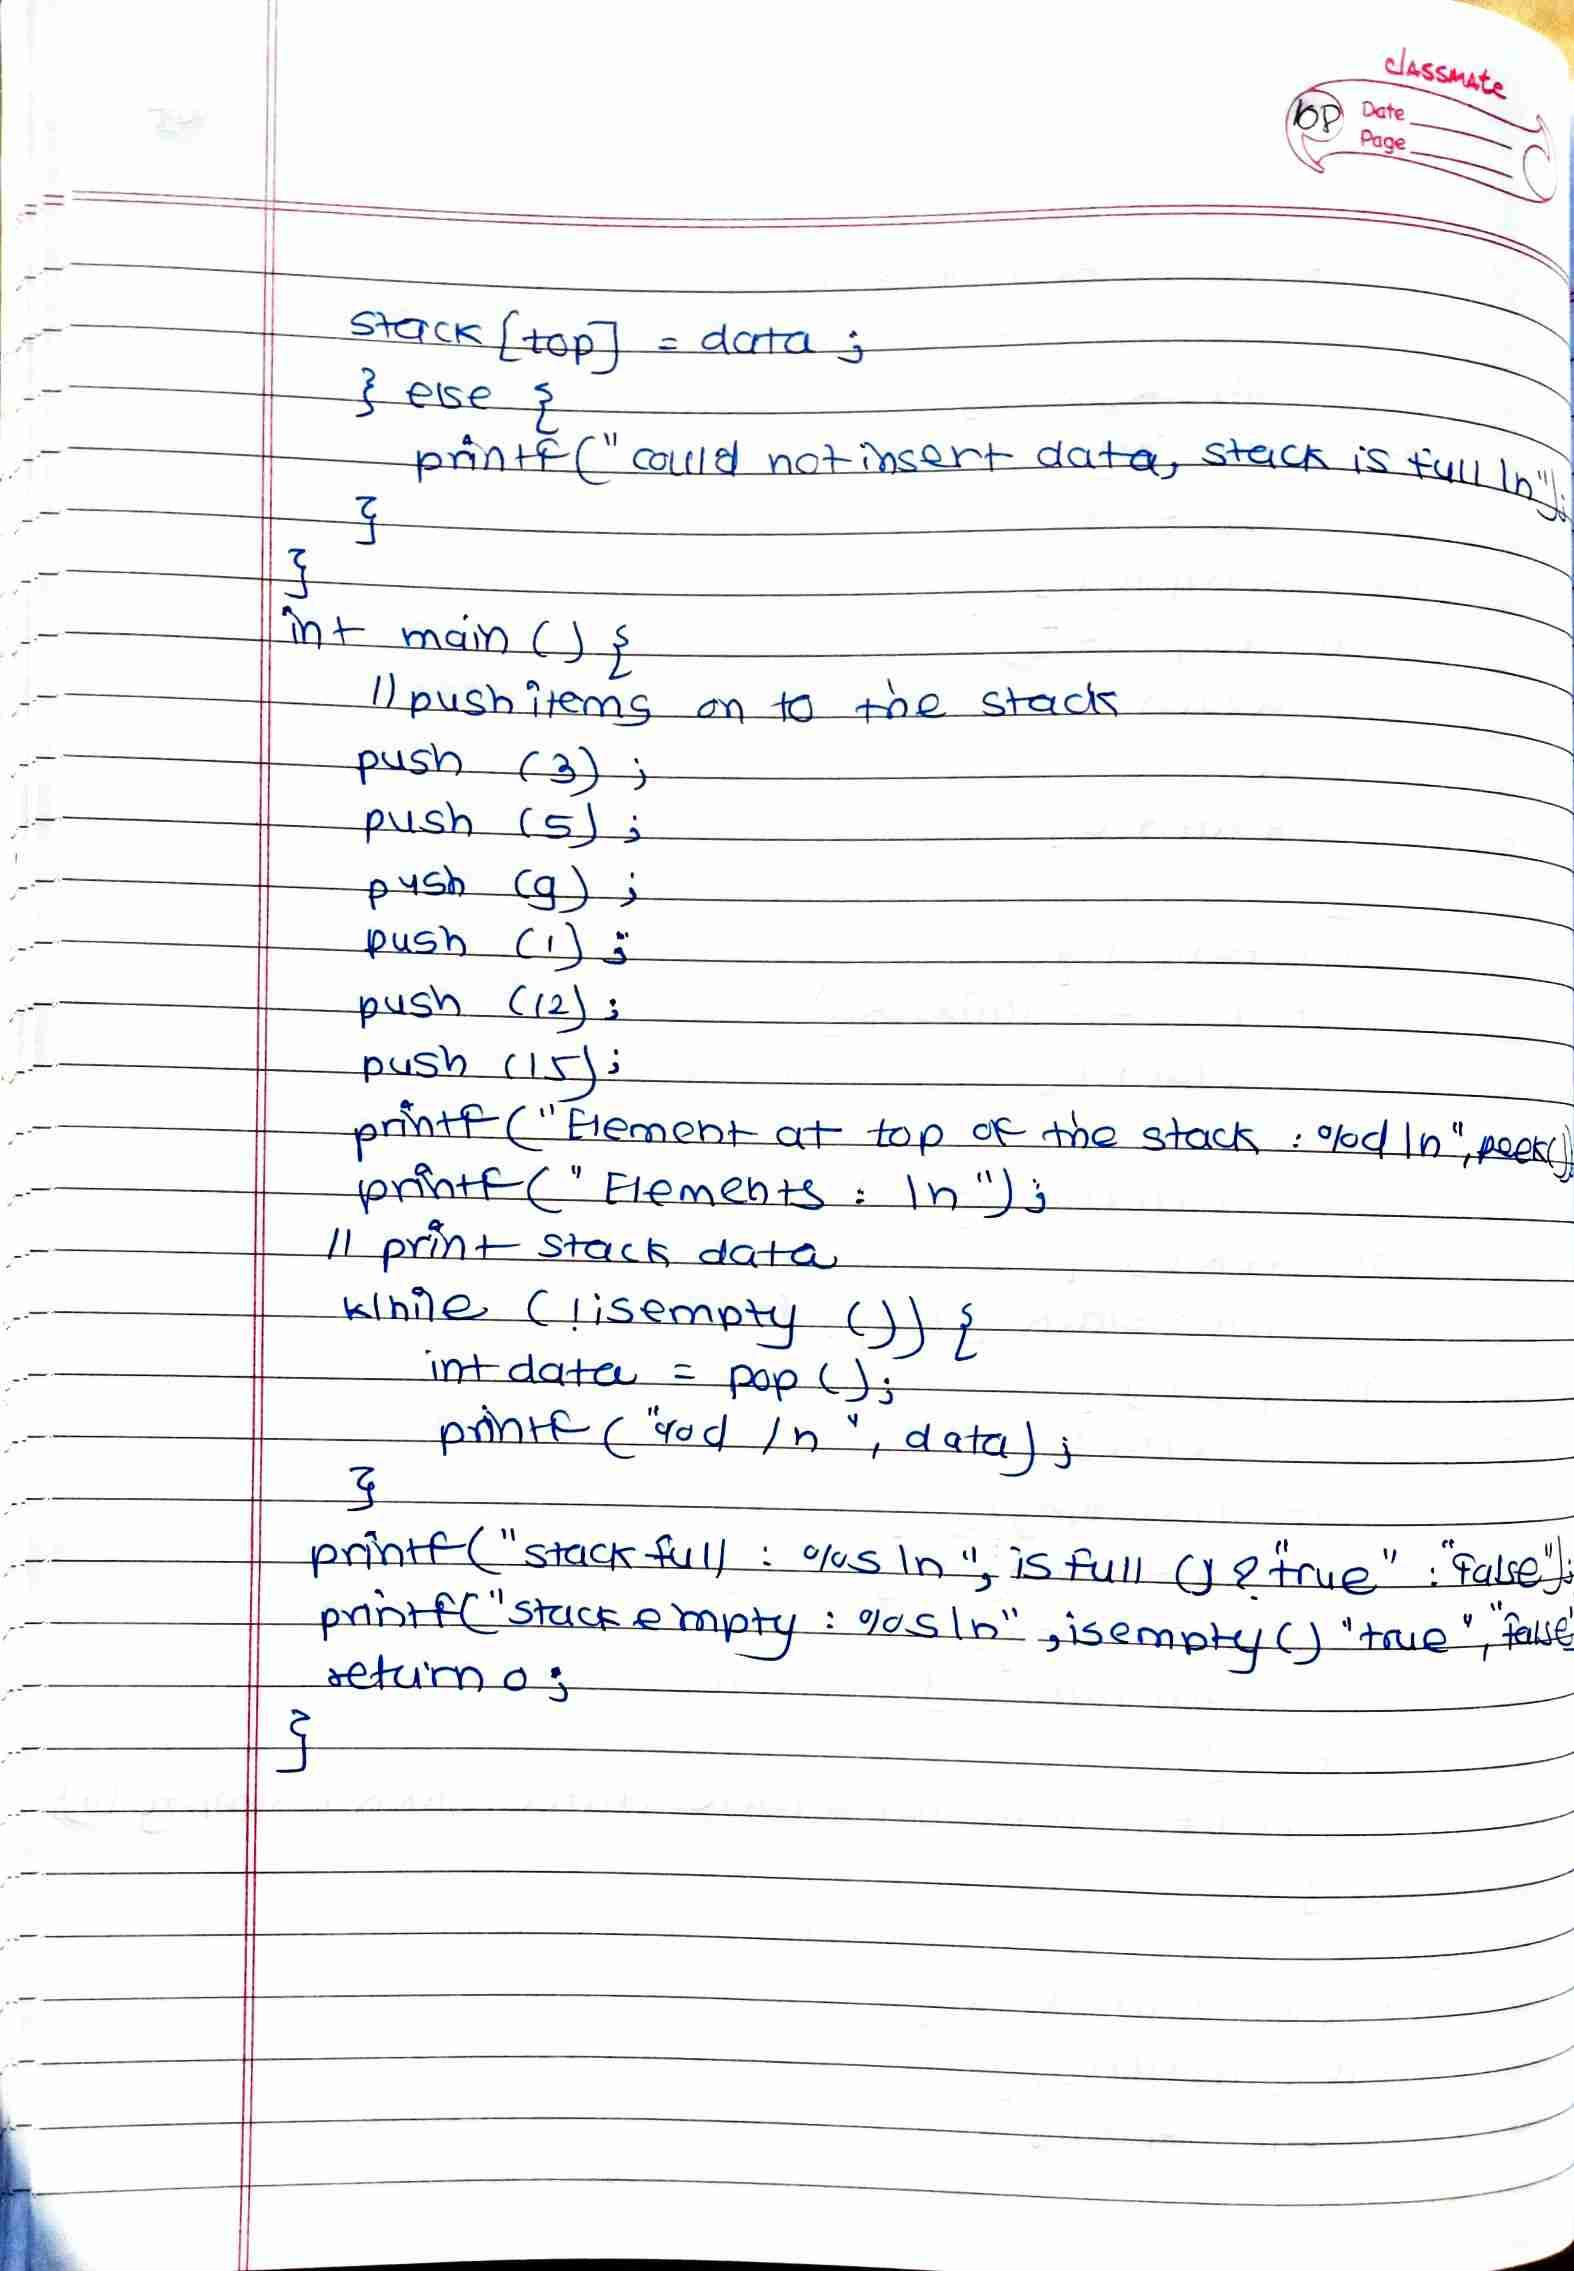 classmate
108
Date
Page
stack [top] = data ;
} else {
printf(" could not insert data, stack is full \n");
}
}
int main () {
// push items on to the stack
push (3) ;
push (5) ;
push (9) ;
push (1) ;
push (12) ;
push (15) ;
printf("Element at top of the stack : %d \n", peek()
printf(" Elements : \n") ;
// print stack data
while (!isempty ()) {
int data = pop () ;
printf ("%d /n ", data) ;
}
printf("stack full : %s \n", is full () ? "true" : "false");
printf("stack empty : %s\n" , isempty () "true" , "false"
return 0 ;
}